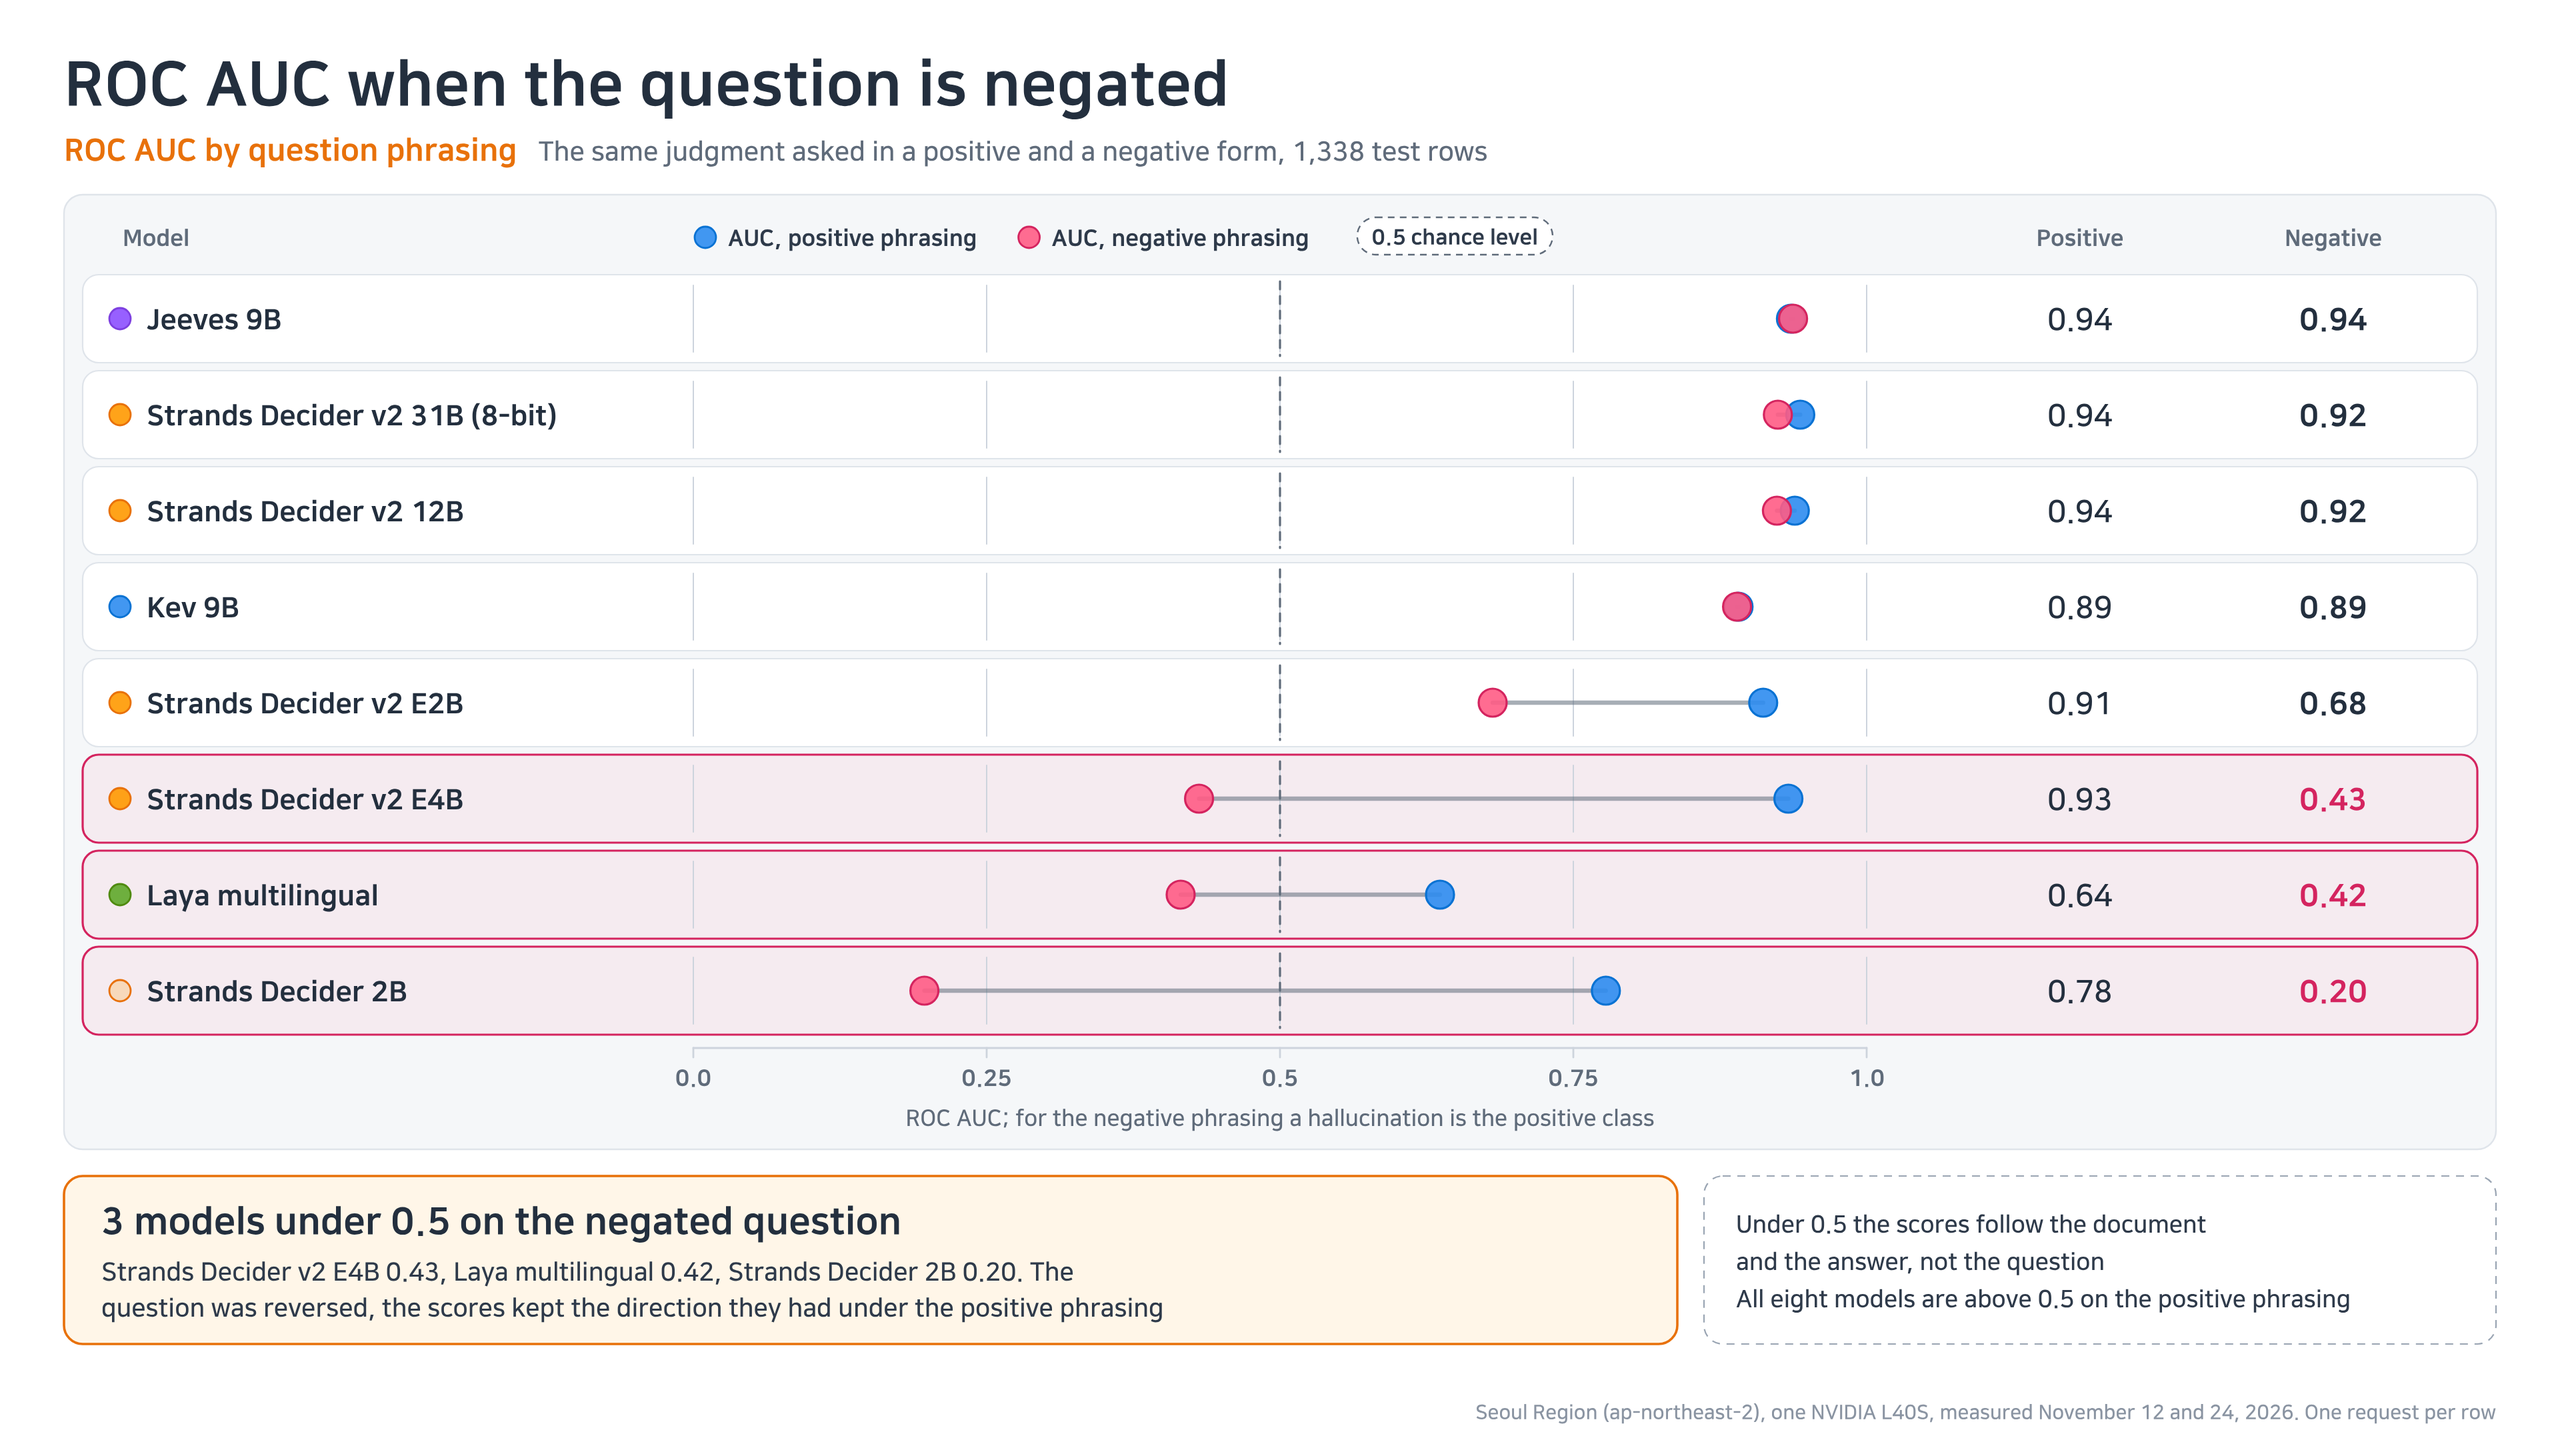 ROC AUC when the question is negated
ROC AUC by question phrasing The same judgment asked in a positive and a negative form, 1,338 test rows
Model AUC, positive phrasing AUC, negative phrasing 0.5 chance level Positive Negative
Jeeves 9B 0.94 0.94
Strands Decider v2 31B (8-bit) 0.94 0.92
Strands Decider v2 12B 0.94 0.92
Kev 9B 0.89 0.89
Strands Decider v2 E2B 0.91 0.68
Strands Decider v2 E4B 0.93 0.43
Laya multilingual 0.64 0.42
Strands Decider 2B 0.78 0.20
0.0 0.25 0.5 0.75 1.0
ROC AUC; for the negative phrasing a hallucination is the positive class
3 models under 0.5 on the negated question
Strands Decider v2 E4B 0.43, Laya multilingual 0.42, Strands Decider 2B 0.20. The
question was reversed, the scores kept the direction they had under the positive phrasing
Under 0.5 the scores follow the document
and the answer, not the question
All eight models are above 0.5 on the positive phrasing
Seoul Region (ap-northeast-2), one NVIDIA L40S, measured November 12 and 24, 2026. One request per row